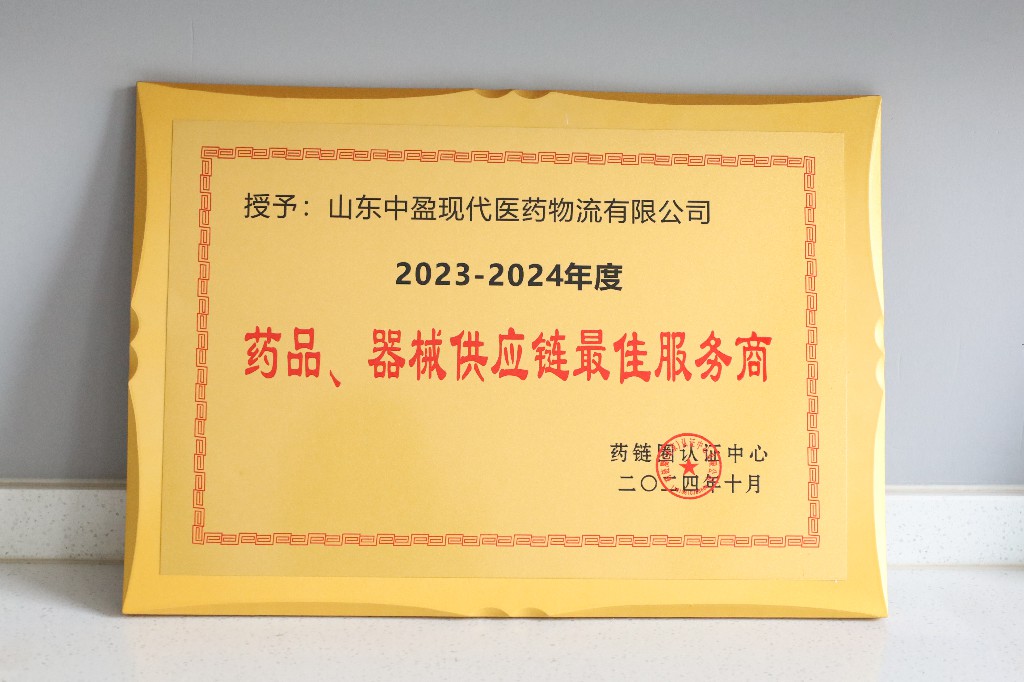 授予：山东中盈现代医药物流有限公司
2023-2024年度
药品、器械供应链最佳服务商
药链圈认证中心
二〇二四年十月